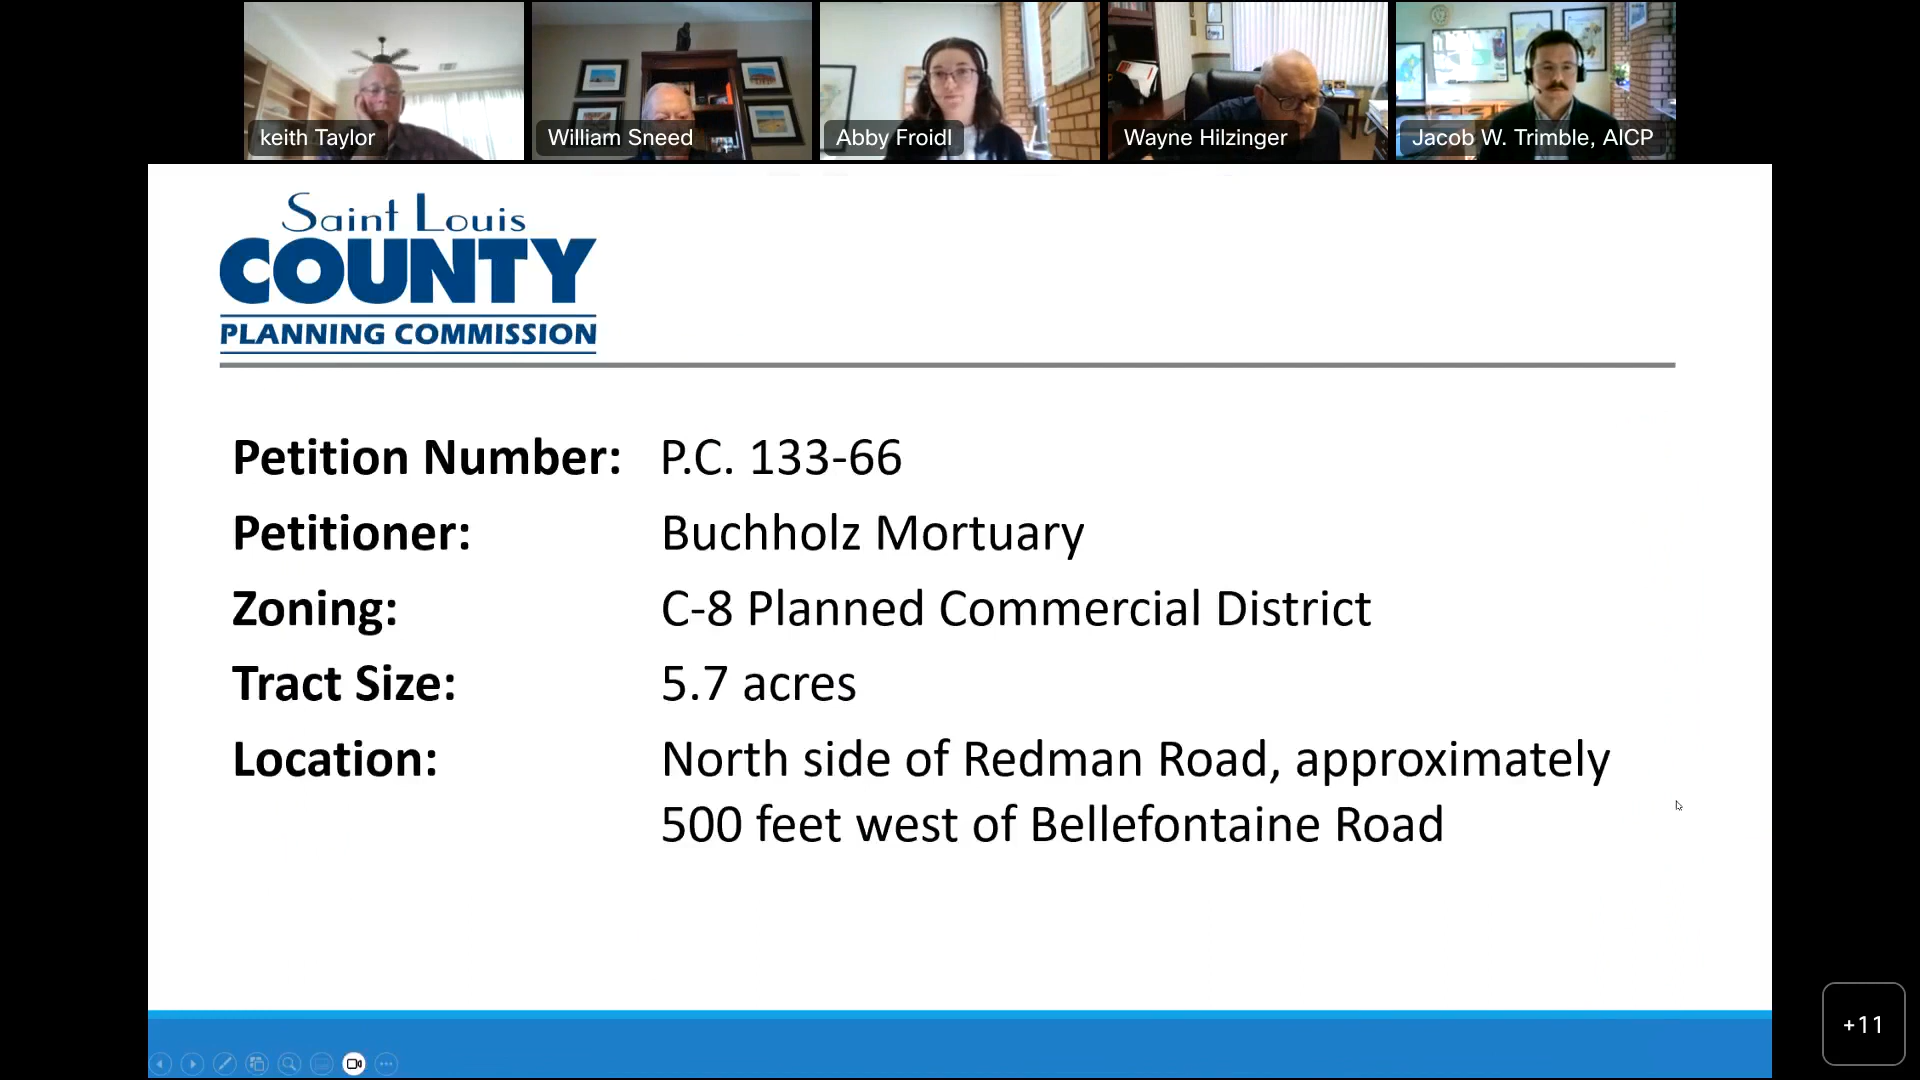 keith Taylor
William Sneed
Abby Froidl
Wayne Hilzinger
Jacob W. Trimble, AICP
Saint Louis
COUNTY
PLANNING COMMISSION
Petition Number: P.C. 133-66
Petitioner: Buchholz Mortuary
Zoning: C-8 Planned Commercial District
Tract Size: 5.7 acres
Location: North side of Redman Road, approximately
500 feet west of Bellefontaine Road
+11